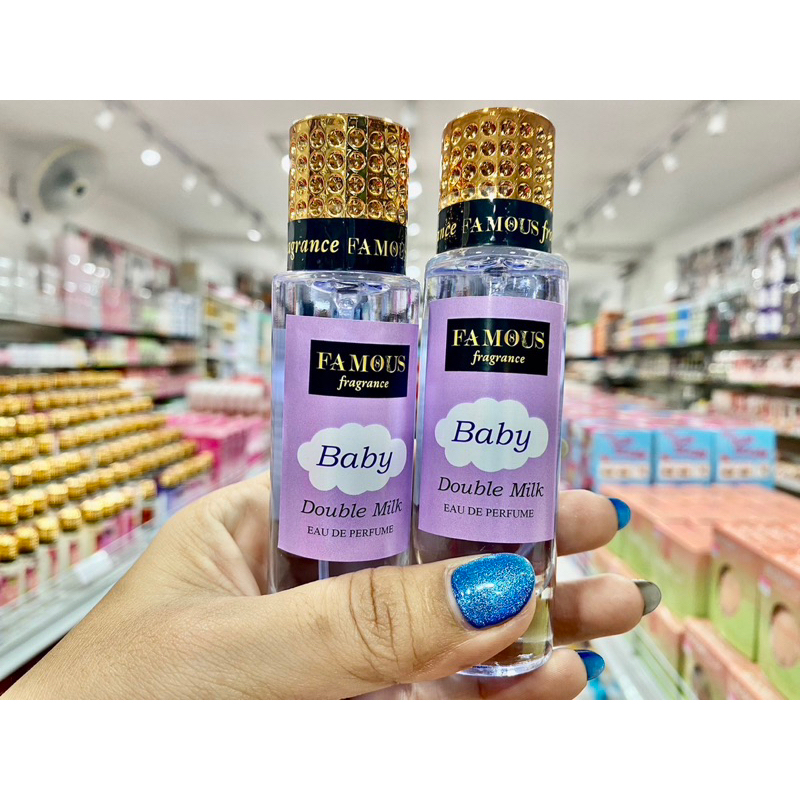 fragrance FAMOUS
FAMOUS
fragrance
Baby
Double Milk
EAU DE PERFUME
FAMOUS
FAMOUS
fragrance
Baby
Double Milk
EAU DE PERFUME